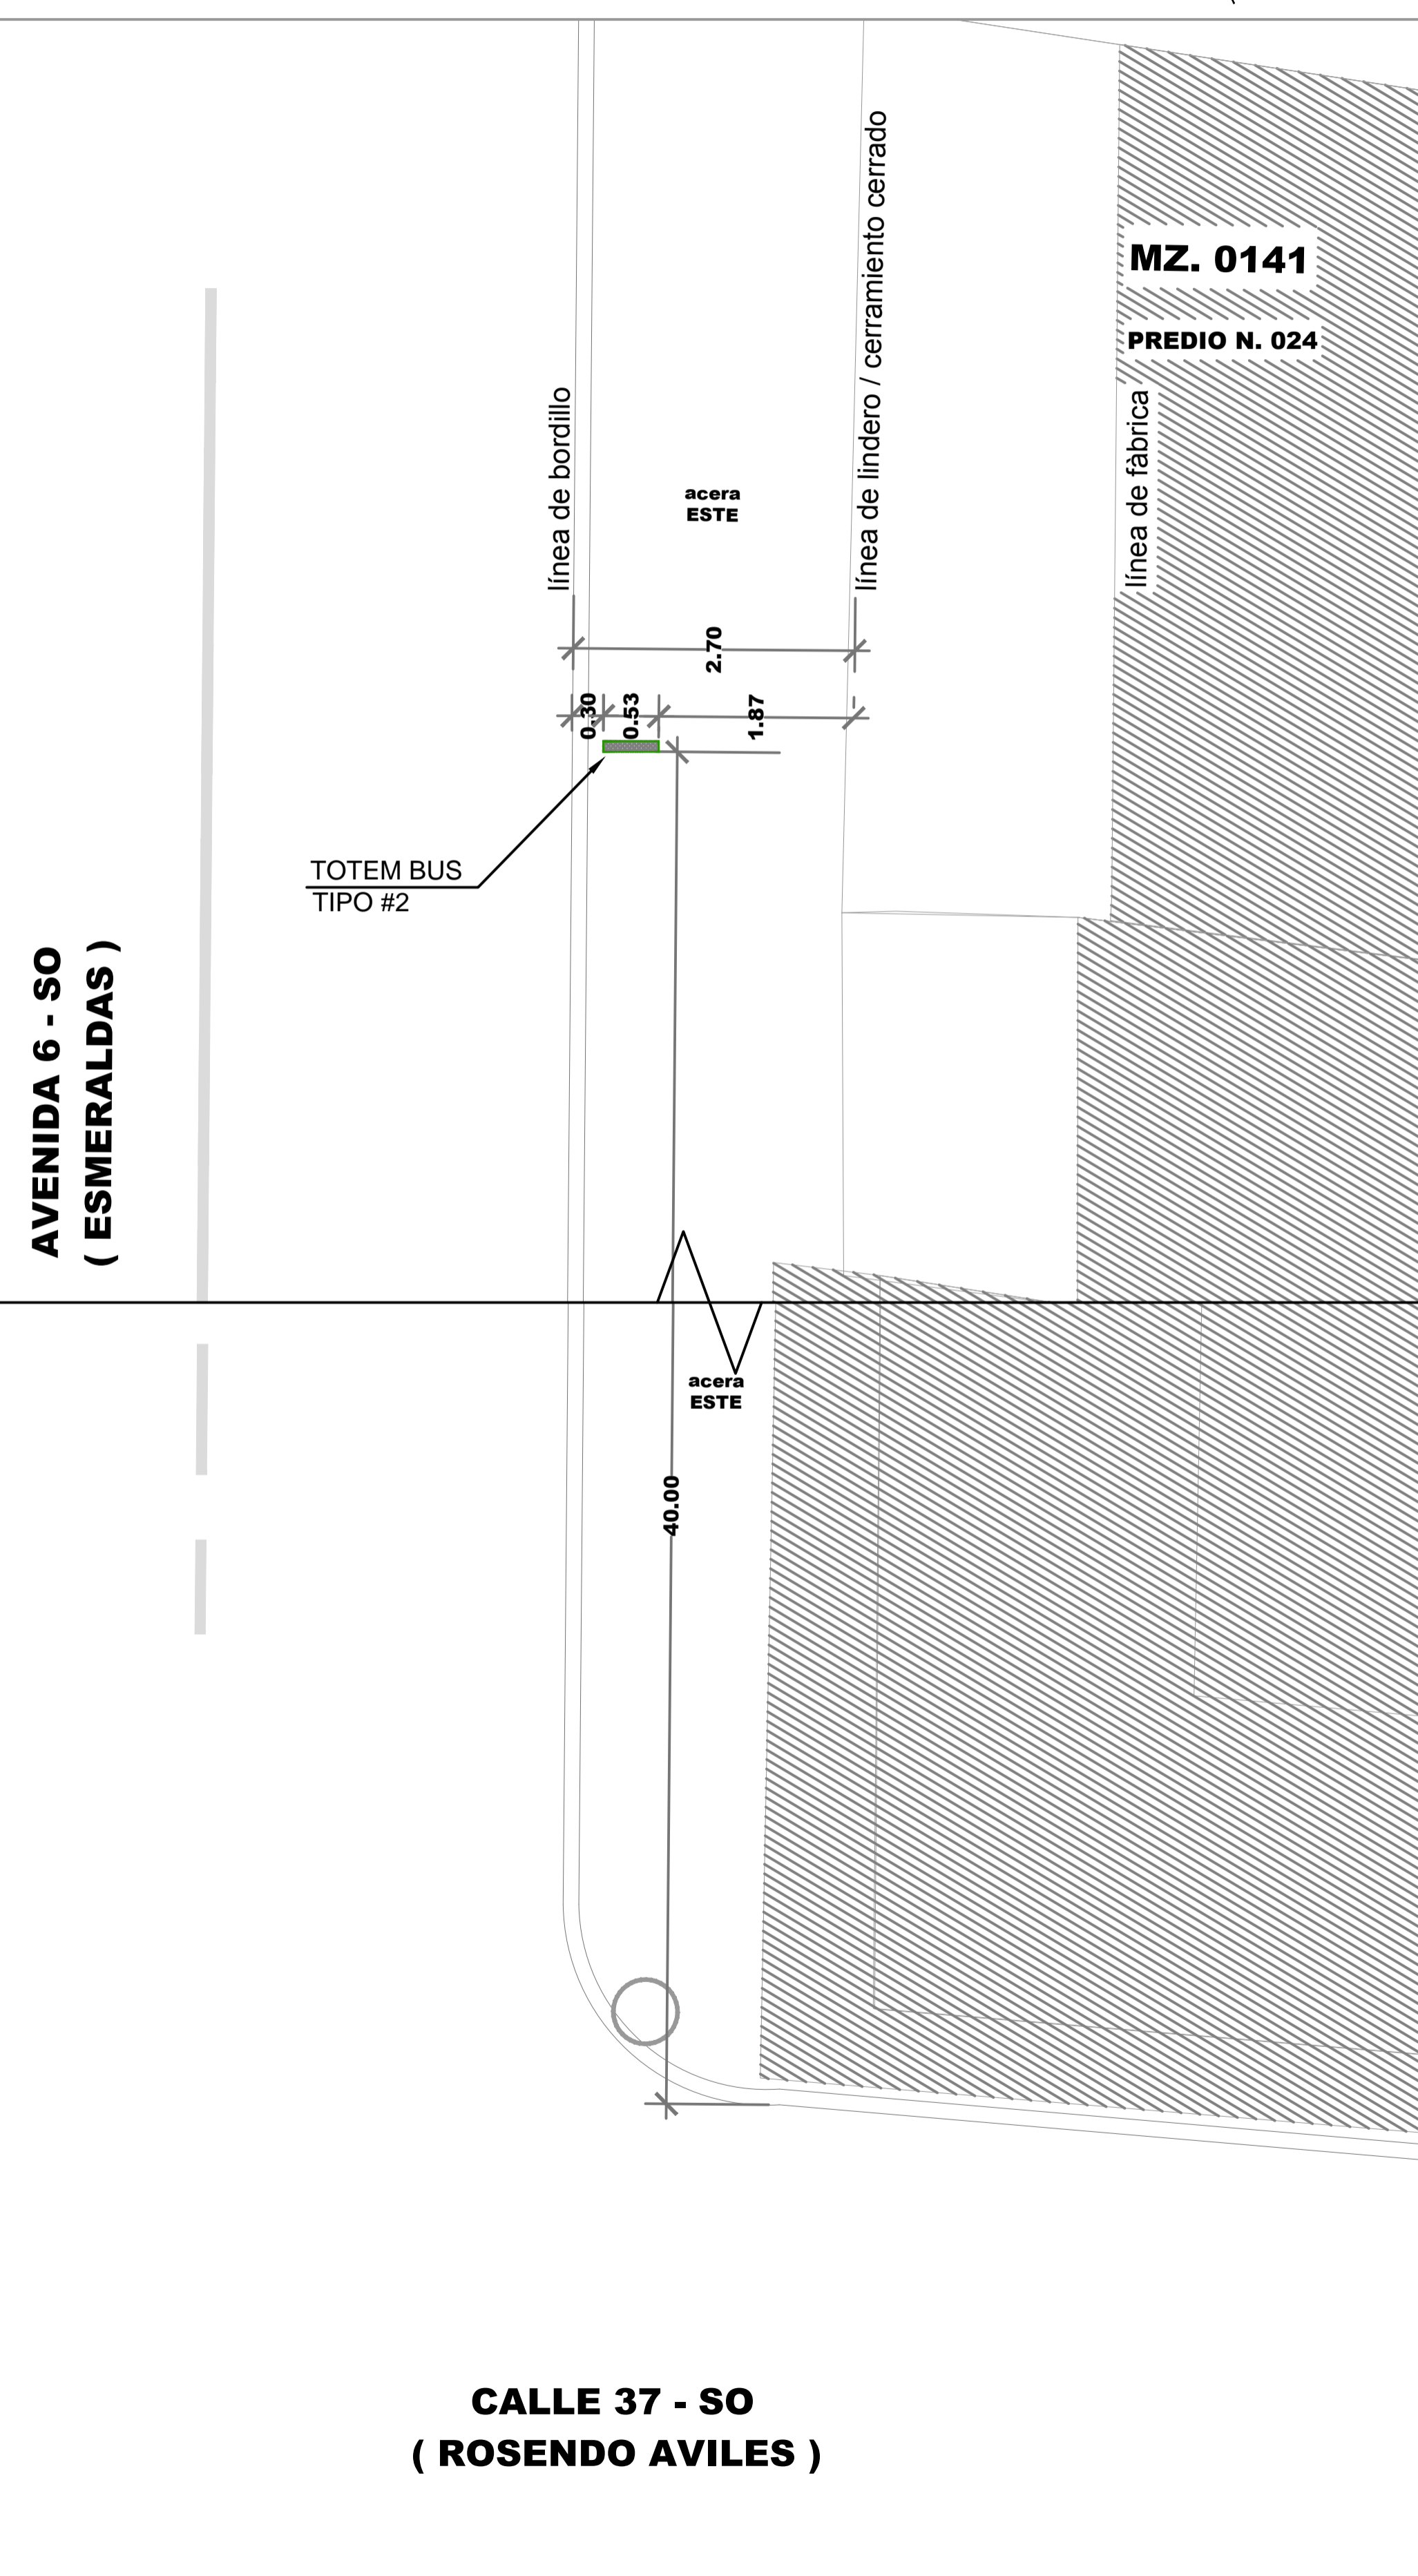 línea de bordillo
línea de lindero / cerramiento cerrado
MZ. 0141
PREDIO N. 024
línea de fàbrica
acera
ESTE
2.70
0.30
0.53
1.87
TOTEM BUS
TIPO #2
AVENIDA 6 - SO
( ESMERALDAS )
acera
ESTE
40.00
CALLE 37 - SO
( ROSENDO AVILES )